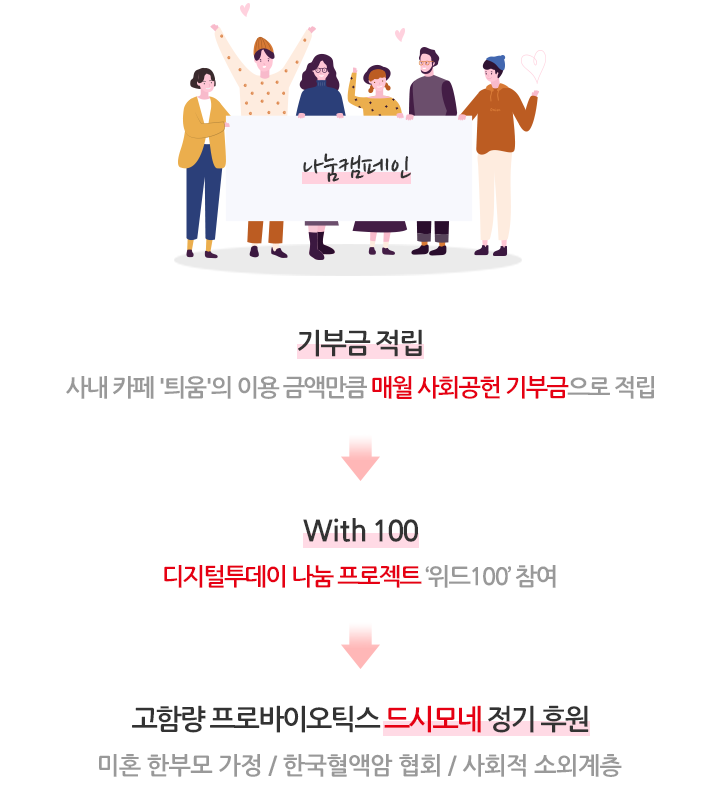 나눔캠페인
기부금 적립
사내 카페 '틔움'의 이용 금액만큼 매월 사회공헌 기부금으로 적립
With 100
디지털투데이 나눔 프로젝트 ‘위드100’ 참여
고함량 프로바이오틱스 드시모네 정기 후원
미혼 한부모 가정 / 한국혈액암 협회 / 사회적 소외계층